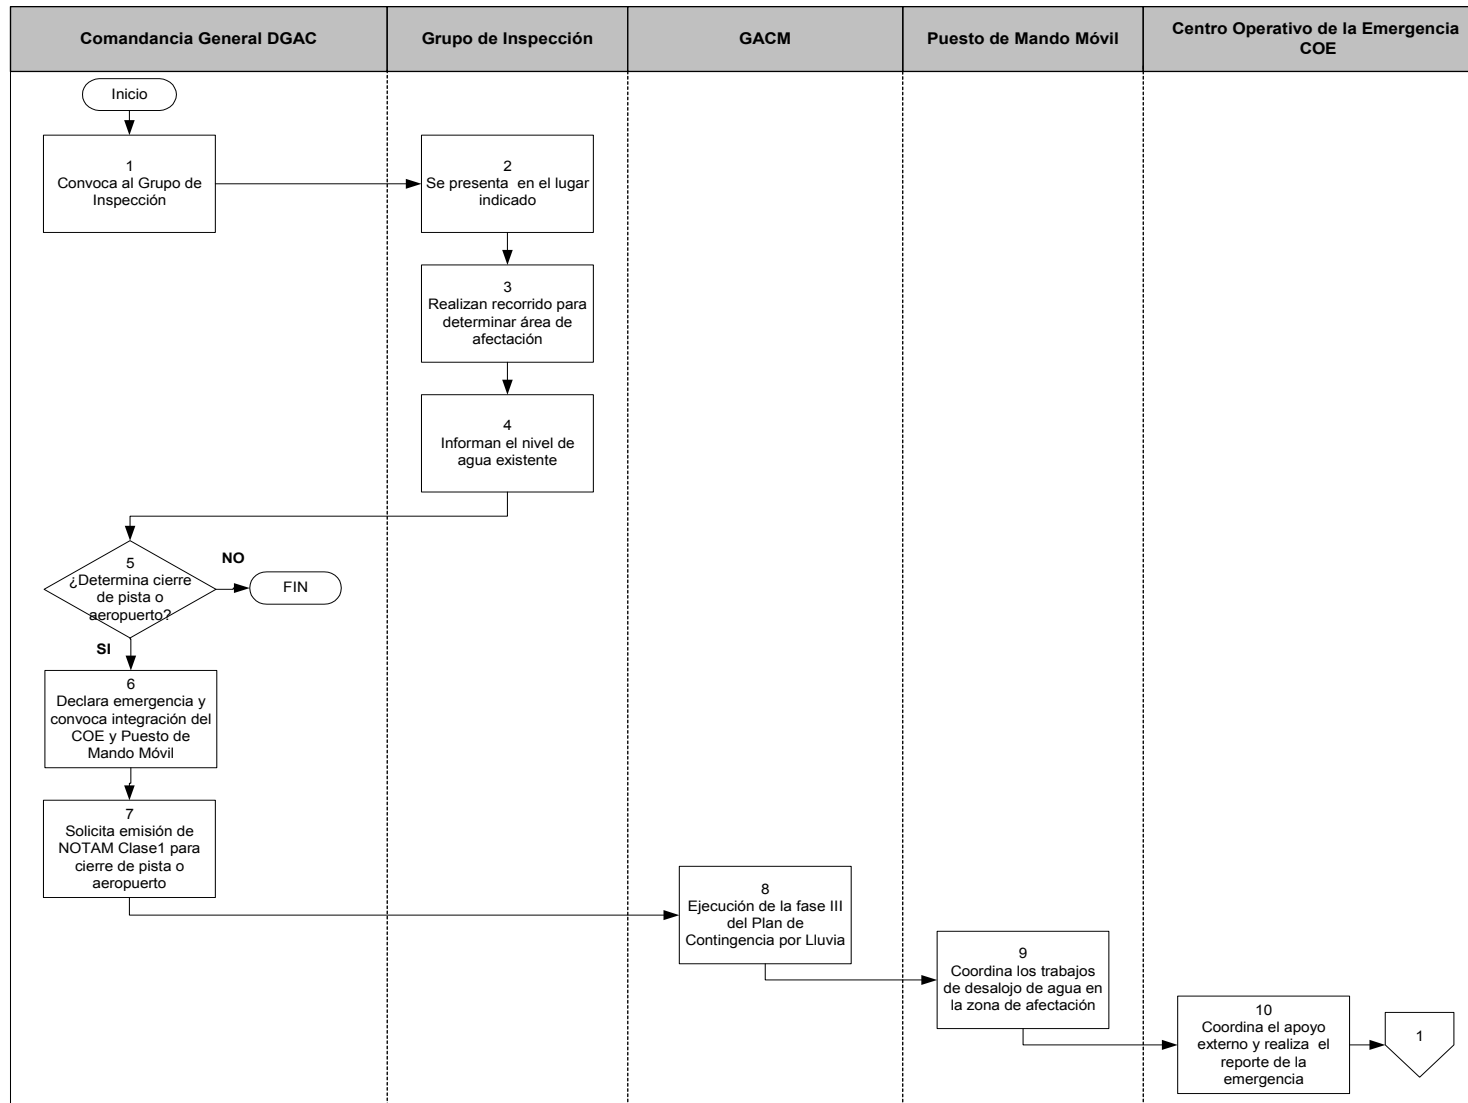 Comandancia General DGAC
Grupo de Inspección
GACM
Puesto de Mando Móvil
Centro Operativo de la Emergencia
COE
Inicio
1
Convoca al Grupo de
Inspección
2
Se presenta en el lugar
indicado
3
Realizan recorrido para
determinar área de
afectación
4
Informan el nivel de
agua existente
5
¿Determina cierre
de pista o
aeropuerto?
NO
FIN
SI
6
Declara emergencia y
convoca integración del
COE y Puesto de
Mando Móvil
7
Solicita emisión de
NOTAM Clase1 para
cierre de pista o
aeropuerto
8
Ejecución de la fase III
del Plan de
Contingencia por Lluvia
9
Coordina los trabajos
de desalojo de agua en
la zona de afectación
10
Coordina el apoyo
externo y realiza el
reporte de la
emergencia
1